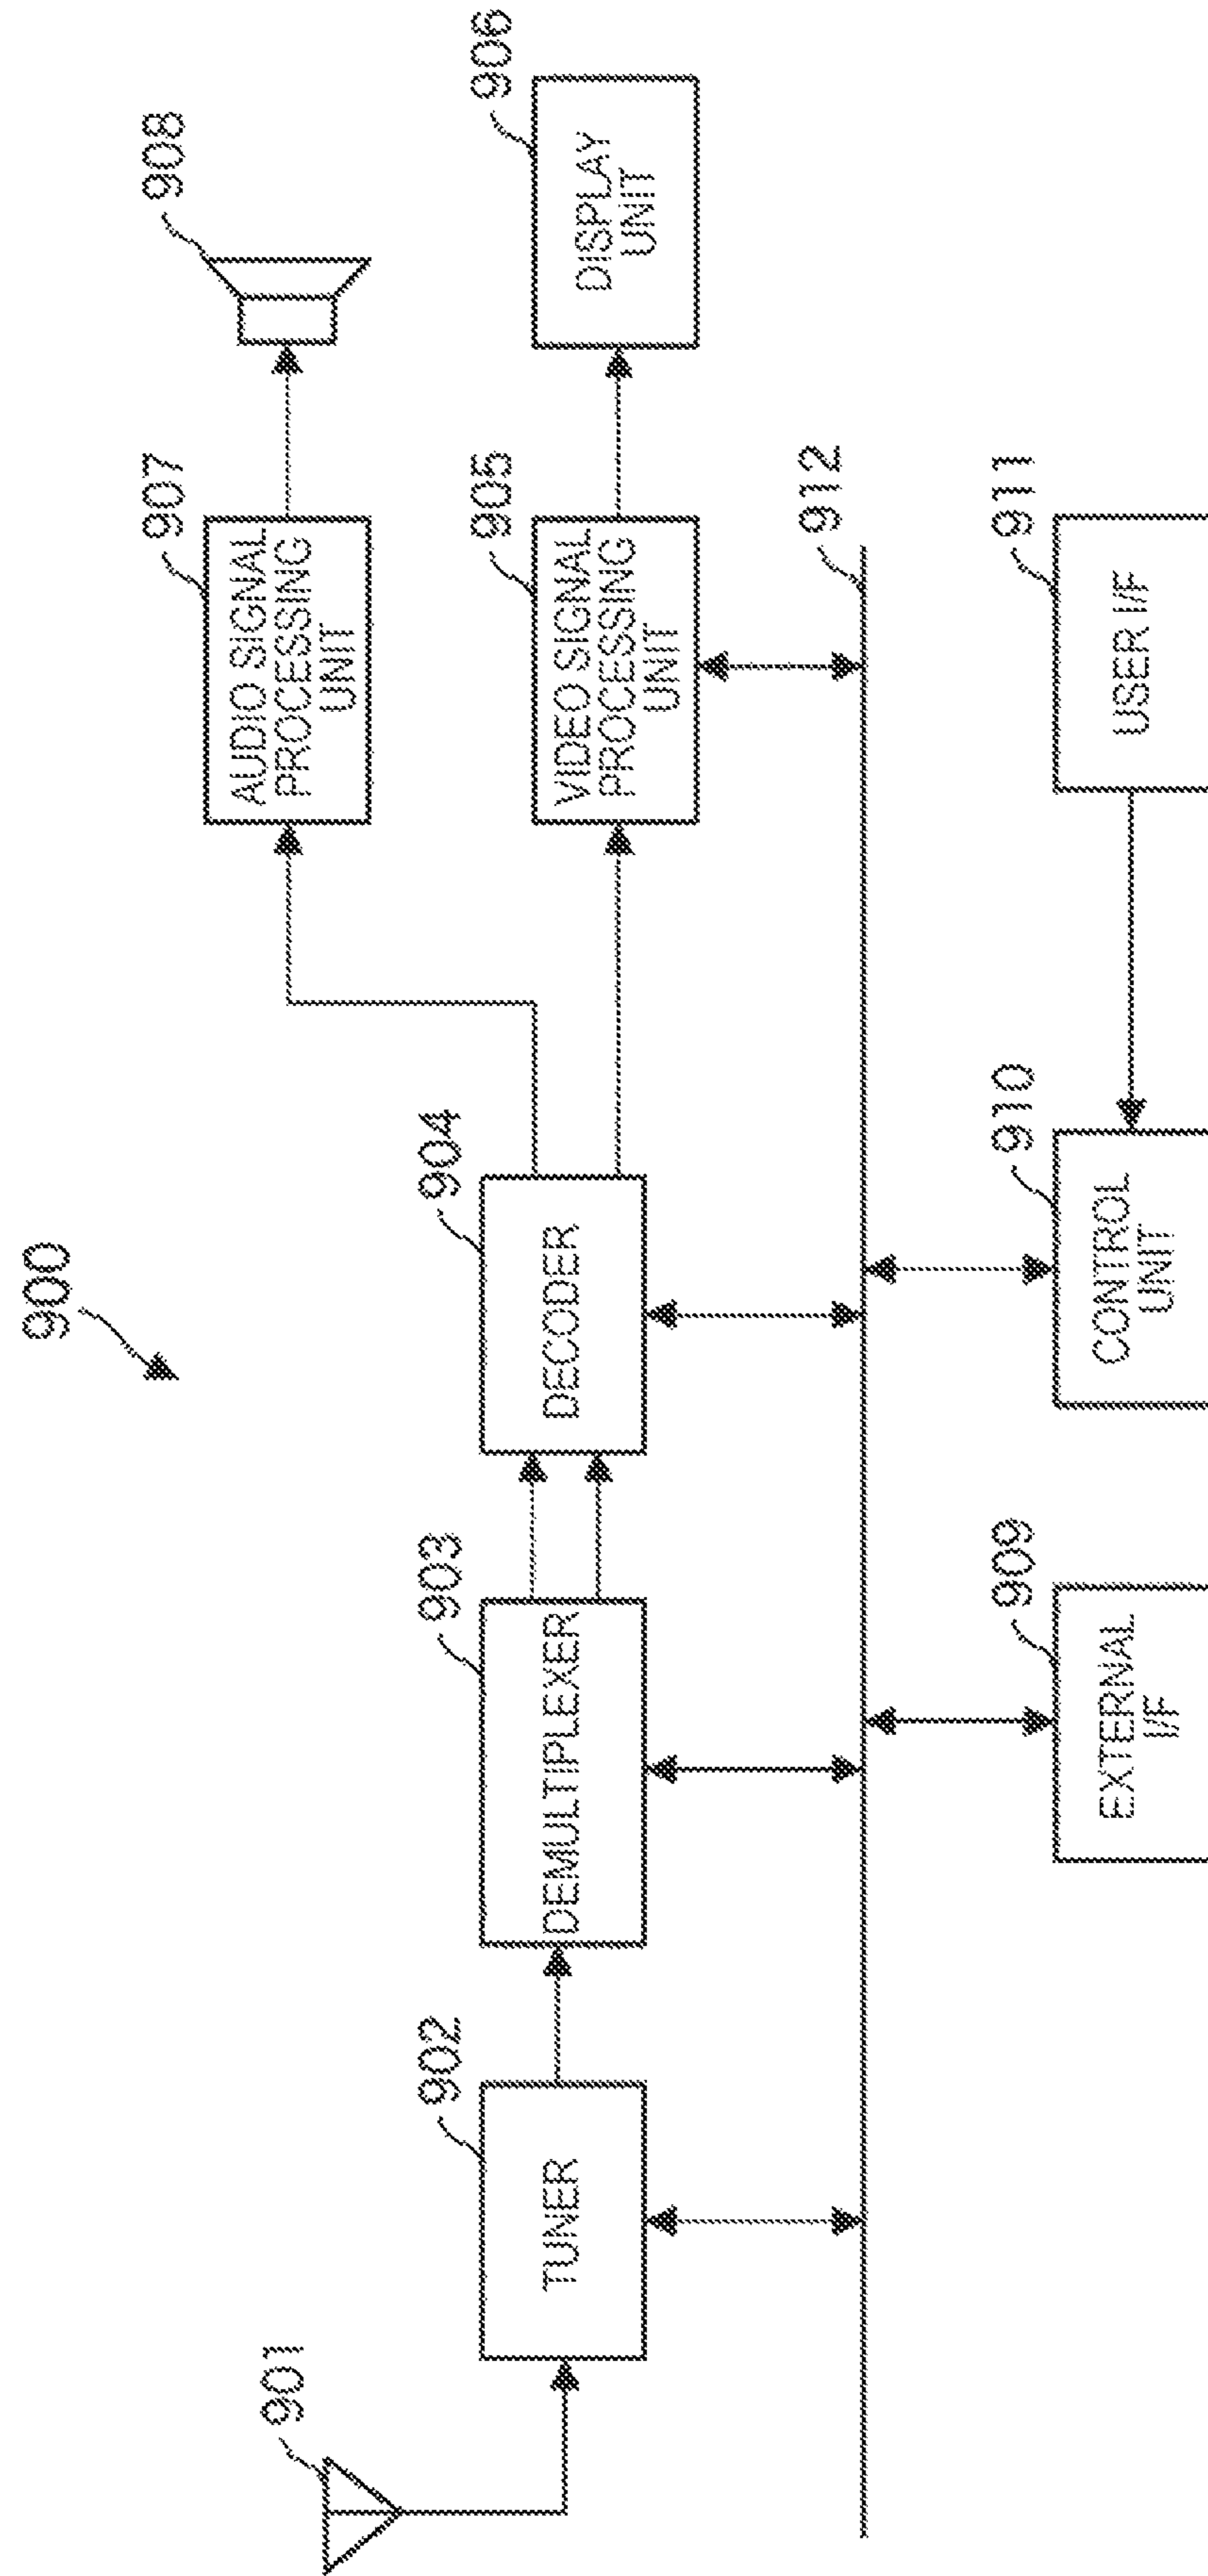 900
901
902
TUNER
903
DEMULTIPLEXER
904
DECODER
907
AUDIO SIGNAL
PROCESSING
UNIT
908
905
VIDEO SIGNAL
PROCESSING
UNIT
906
DISPLAY
UNIT
912
909
EXTERNAL
I/F
910
CONTROL
UNIT
911
USER I/F